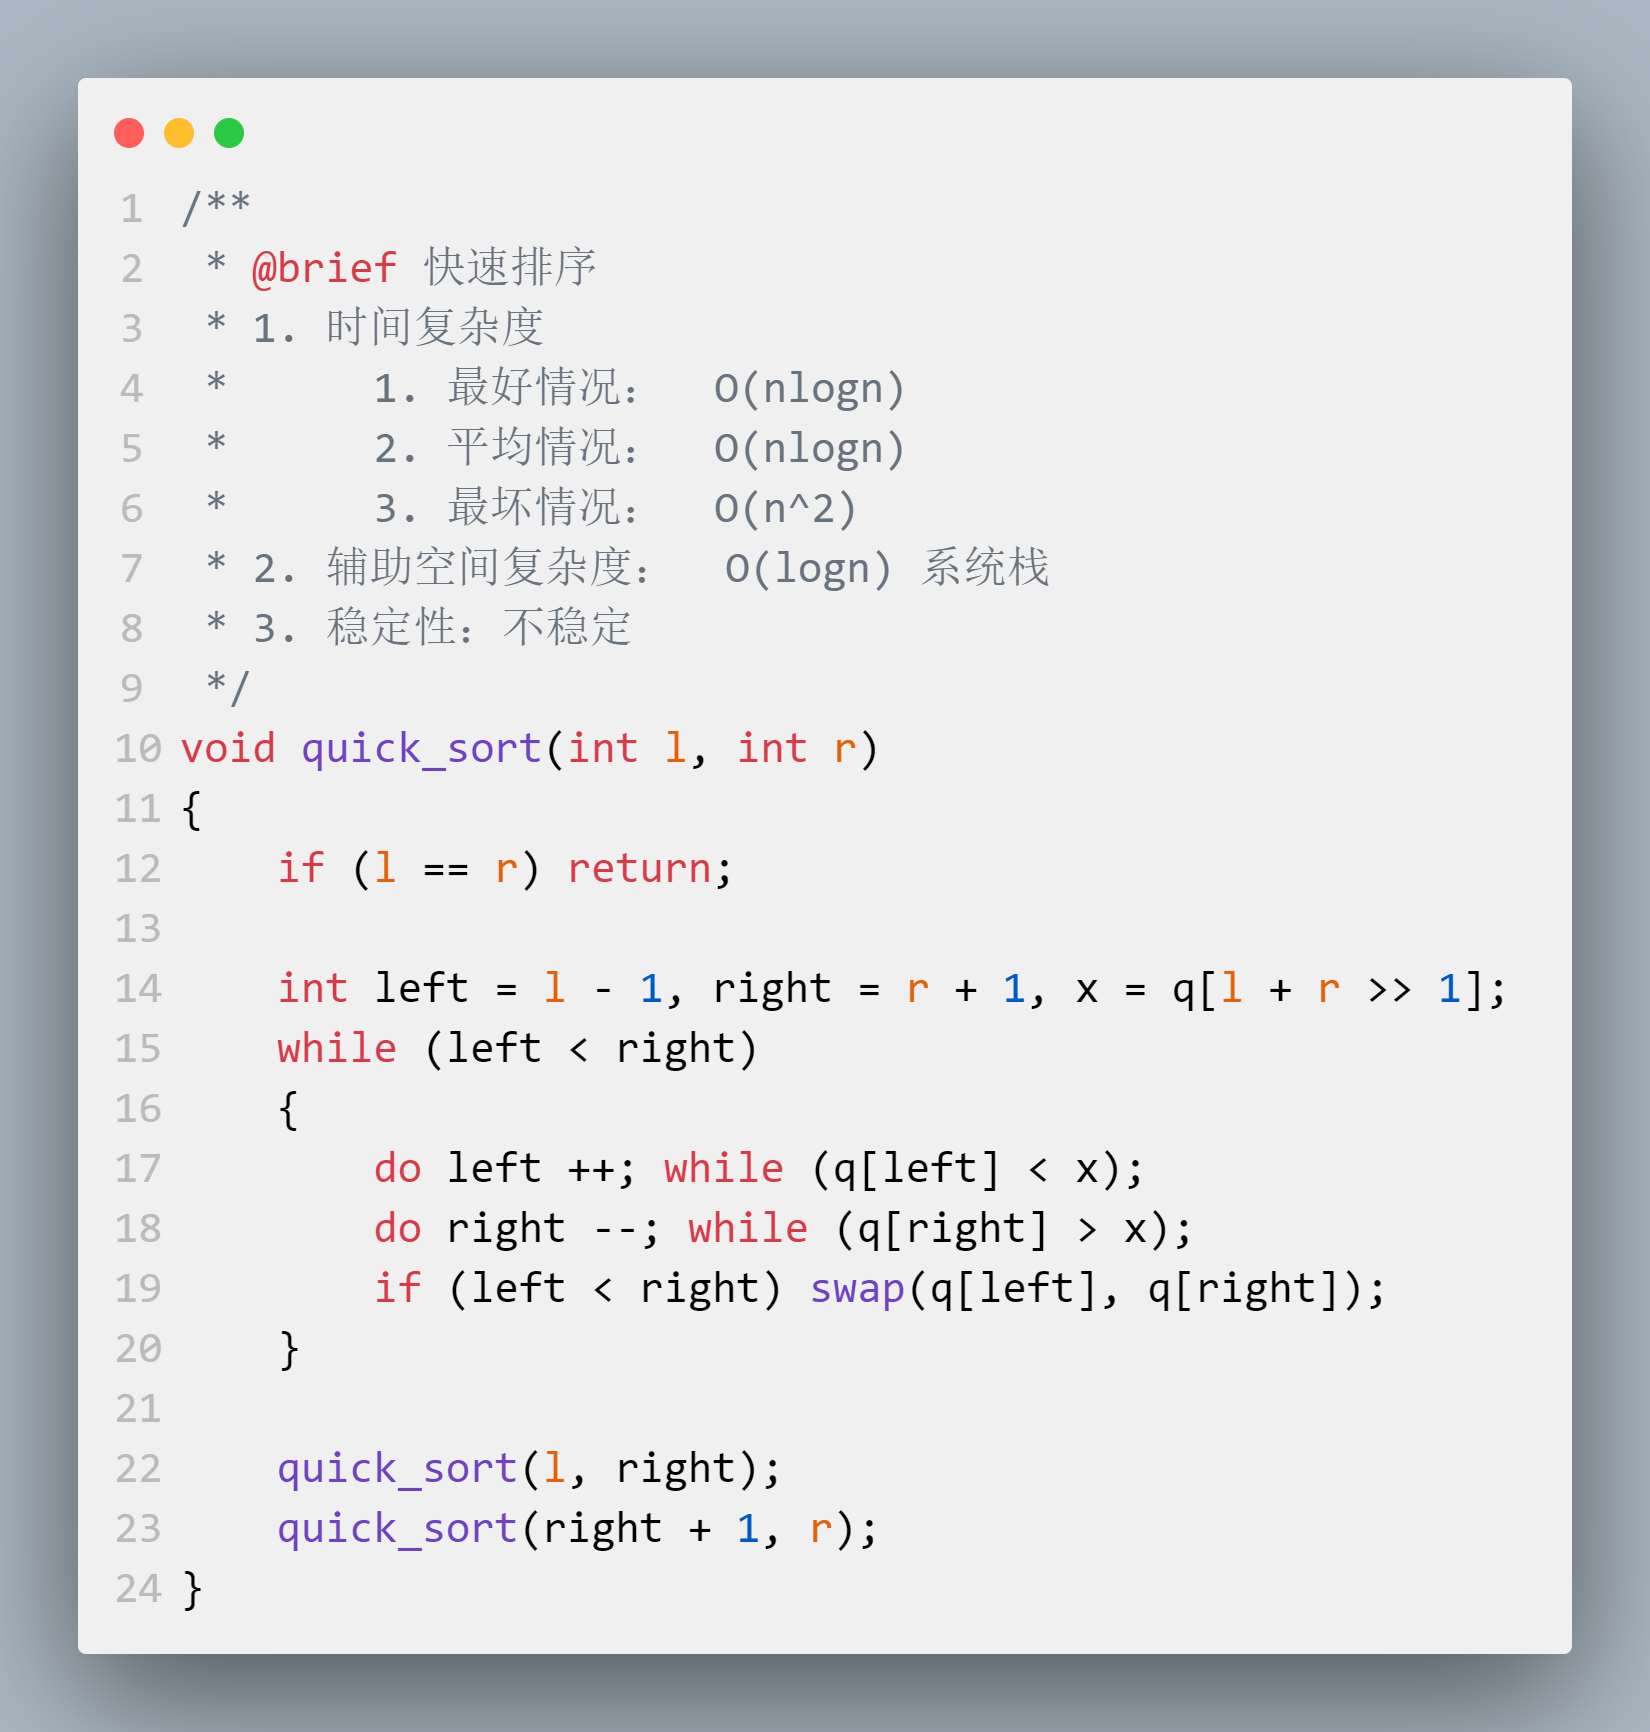 1 /**
2  * @brief 快速排序
3  * 1. 时间复杂度
4  *      1. 最好情况：  O(nlogn)
5  *      2. 平均情况：  O(nlogn)
6  *      3. 最坏情况：  O(n^2)
7  * 2. 辅助空间复杂度：  O(logn) 系统栈
8  * 3. 稳定性：不稳定
9  */
10 void quick_sort(int l, int r)
11 {
12     if (l == r) return;
13
14     int left = l - 1, right = r + 1, x = q[l + r >> 1];
15     while (left < right)
16     {
17         do left ++; while (q[left] < x);
18         do right --; while (q[right] > x);
19         if (left < right) swap(q[left], q[right]);
20     }
21
22     quick_sort(l, right);
23     quick_sort(right + 1, r);
24 }